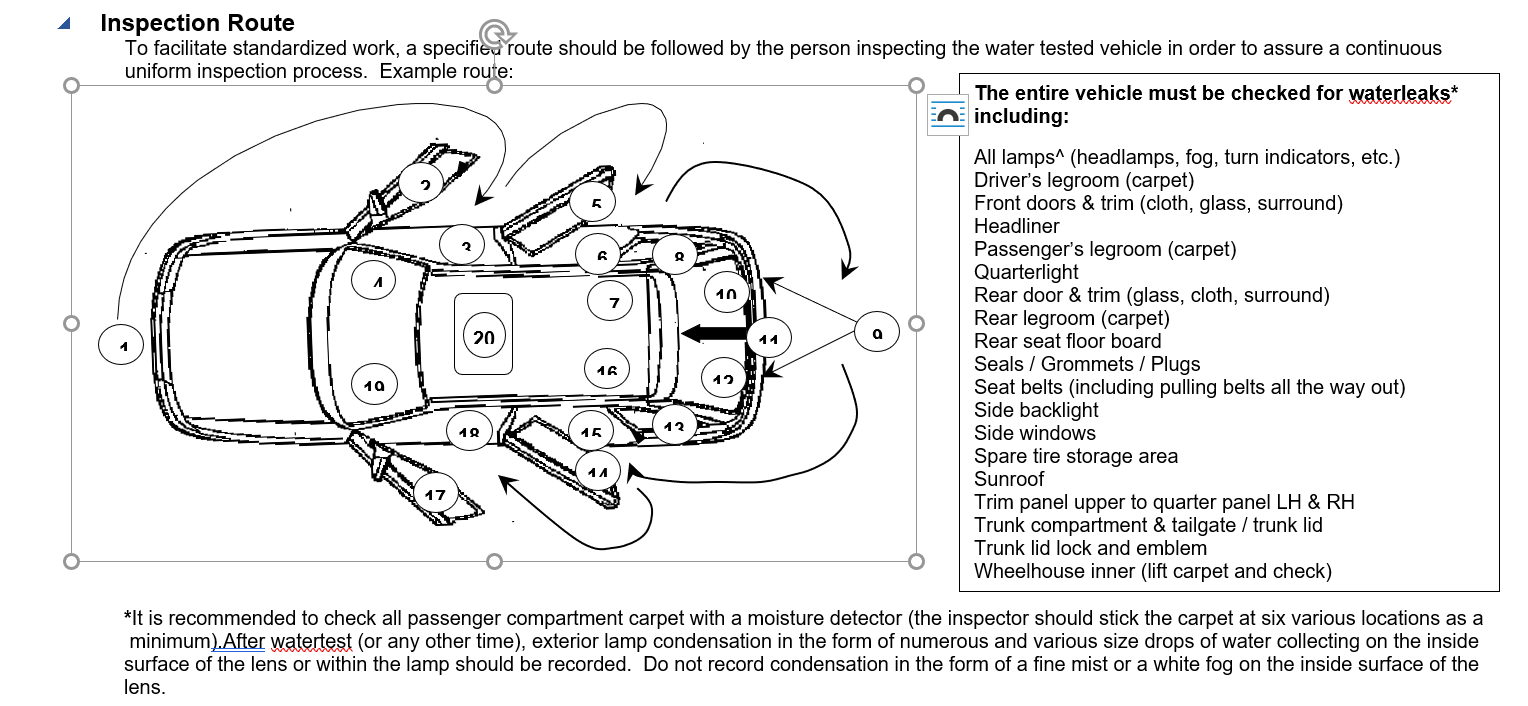 Inspection Route
To facilitate standardized work, a specified route should be followed by the person inspecting the water tested vehicle in order to assure a continuous
uniform inspection process.  Example route:
2
5
3
6
8
4
10
7
1
20
11
9
16
12
19
18
15
13
14
17
The entire vehicle must be checked for waterleaks*
including:
All lamps^ (headlamps, fog, turn indicators, etc.)
Driver's legroom (carpet)
Front doors & trim (cloth, glass, surround)
Headliner
Passenger's legroom (carpet)
Quarterlight
Rear door & trim (glass, cloth, surround)
Rear legroom (carpet)
Rear seat floor board
Seals / Grommets / Plugs
Seat belts (including pulling belts all the way out)
Side backlight
Side windows
Spare tire storage area
Sunroof
Trim panel upper to quarter panel LH & RH
Trunk compartment & tailgate / trunk lid
Trunk lid lock and emblem
Wheelhouse inner (lift carpet and check)
*It is recommended to check all passenger compartment carpet with a moisture detector (the inspector should stick the carpet at six various locations as a
minimum).After watertest (or any other time), exterior lamp condensation in the form of numerous and various size drops of water collecting on the inside
surface of the lens or within the lamp should be recorded.  Do not record condensation in the form of a fine mist or a white fog on the inside surface of the
lens.